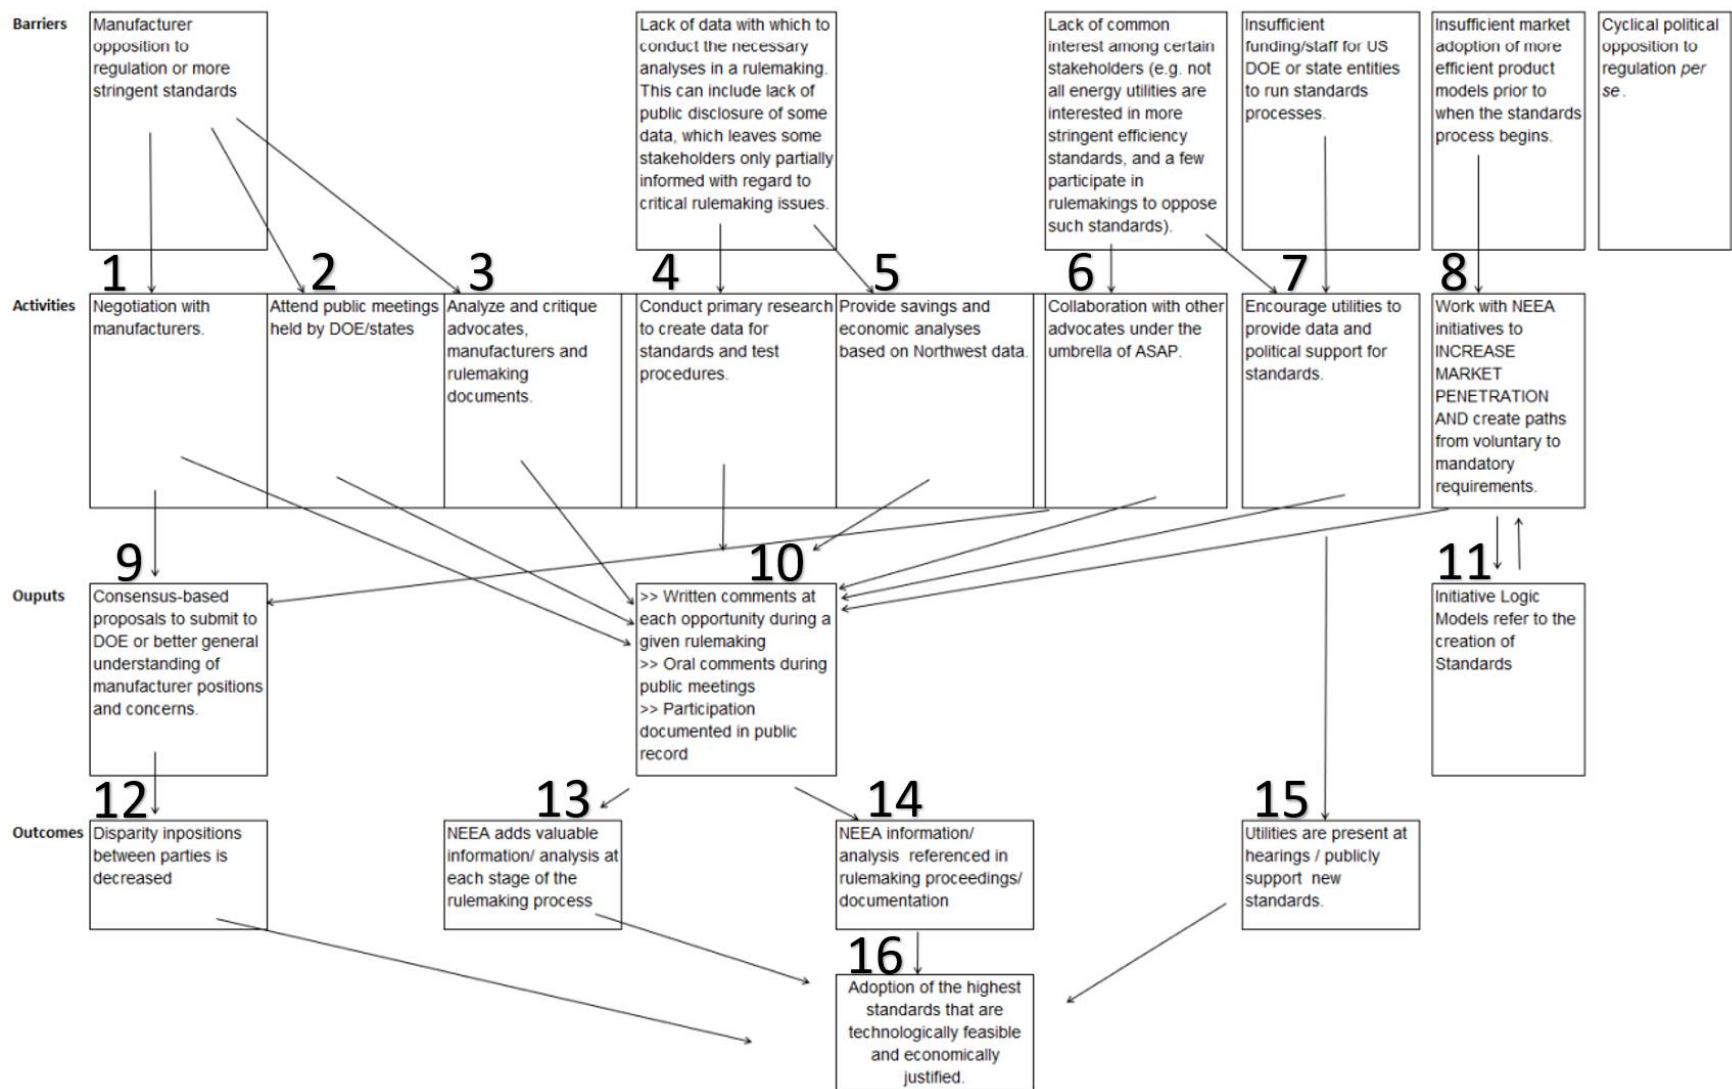 Barriers
Manufacturer
opposition to
regulation or more
stringent standards
Lack of data with which to
conduct the necessary
analyses in a rulemaking.
This can include lack of
public disclosure of some
data, which leaves some
stakeholders only partially
informed with regard to
critical rulemaking issues.
Lack of common
interest among certain
stakeholders (e.g. not
all energy utilities are
interested in more
stringent efficiency
standards, and a few
participate in
rulemakings to oppose
such standards).
Insufficient
funding/staff for US
DOE or state entities
to run standards
processes.
Insufficient market
adoption of more
efficient product
models prior to
when the standards
process begins.
Cyclical political
opposition to
regulation per
se.
Activities
1
Negotiation with
manufacturers.
2
Attend public meetings
held by DOE/states
3
Analyze and critique
advocates,
manufacturers and
rulemaking
documents.
4
Conduct primary research
to create data for
standards and test
procedures.
5
Provide savings and
economic analyses
based on Northwest data.
6
Collaboration with other
advocates under the
umbrella of ASAP.
7
Encourage utilities to
provide data and
political support for
standards.
8
Work with NEEA
initiatives to
INCREASE
MARKET
PENETRATION
AND create paths
from voluntary to
mandatory
requirements.
Ouputs
9
Consensus-based
proposals to submit to
DOE or better general
understanding of
manufacturer positions
and concerns.
10
>> Written comments at
each opportunity during a
given rulemaking
>> Oral comments during
public meetings
>> Participation
documented in public
record
11
Initiative Logic
Models refer to the
creation of
Standards
Outcomes
12
Disparity inpositions
between parties is
decreased
13
NEEA adds valuable
information/ analysis at
each stage of the
rulemaking process
14
NEEA information/
analysis referenced in
rulemaking proceedings/
documentation
15
Utilities are present at
hearings / publicly
support new
standards.
16
Adoption of the highest
standards that are
technologically feasible
and economically
justified.